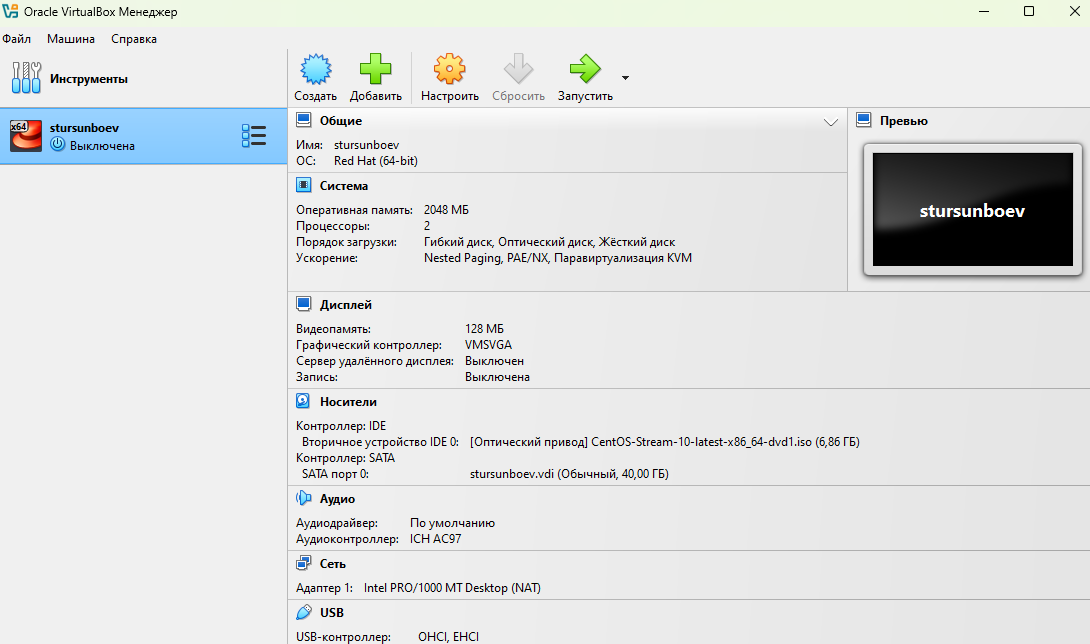 Oracle VirtualBox Менеджер
Файл Машина Справка
Инструменты
Создать Добавить Настроить Сбросить Запустить
x64
stursunboev
Выключена
Общие
Имя: stursunboev
ОС: Red Hat (64-bit)
Превью
stursunboev
Система
Оперативная память: 2048 МБ
Процессоры: 2
Порядок загрузки: Гибкий диск, Оптический диск, Жёсткий диск
Ускорение: Nested Paging, PAE/NX, Паравиртуализация KVM
Дисплей
Видеопамять: 128 МБ
Графический контроллер: VMSVGA
Сервер удалённого дисплея: Выключен
Запись: Выключена
Носители
Контроллер: IDE
Вторичное устройство IDE 0: [Оптический привод] CentOS-Stream-10-latest-x86_64-dvd1.iso (6,86 ГБ)
Контроллер: SATA
SATA порт 0: stursunboev.vdi (Обычный, 40,00 ГБ)
Аудио
Аудиодрайвер: По умолчанию
Аудиоконтроллер: ICH AC97
Сеть
Адаптер 1: Intel PRO/1000 MT Desktop (NAT)
USB
USB-контроллер: OHCI, EHCI